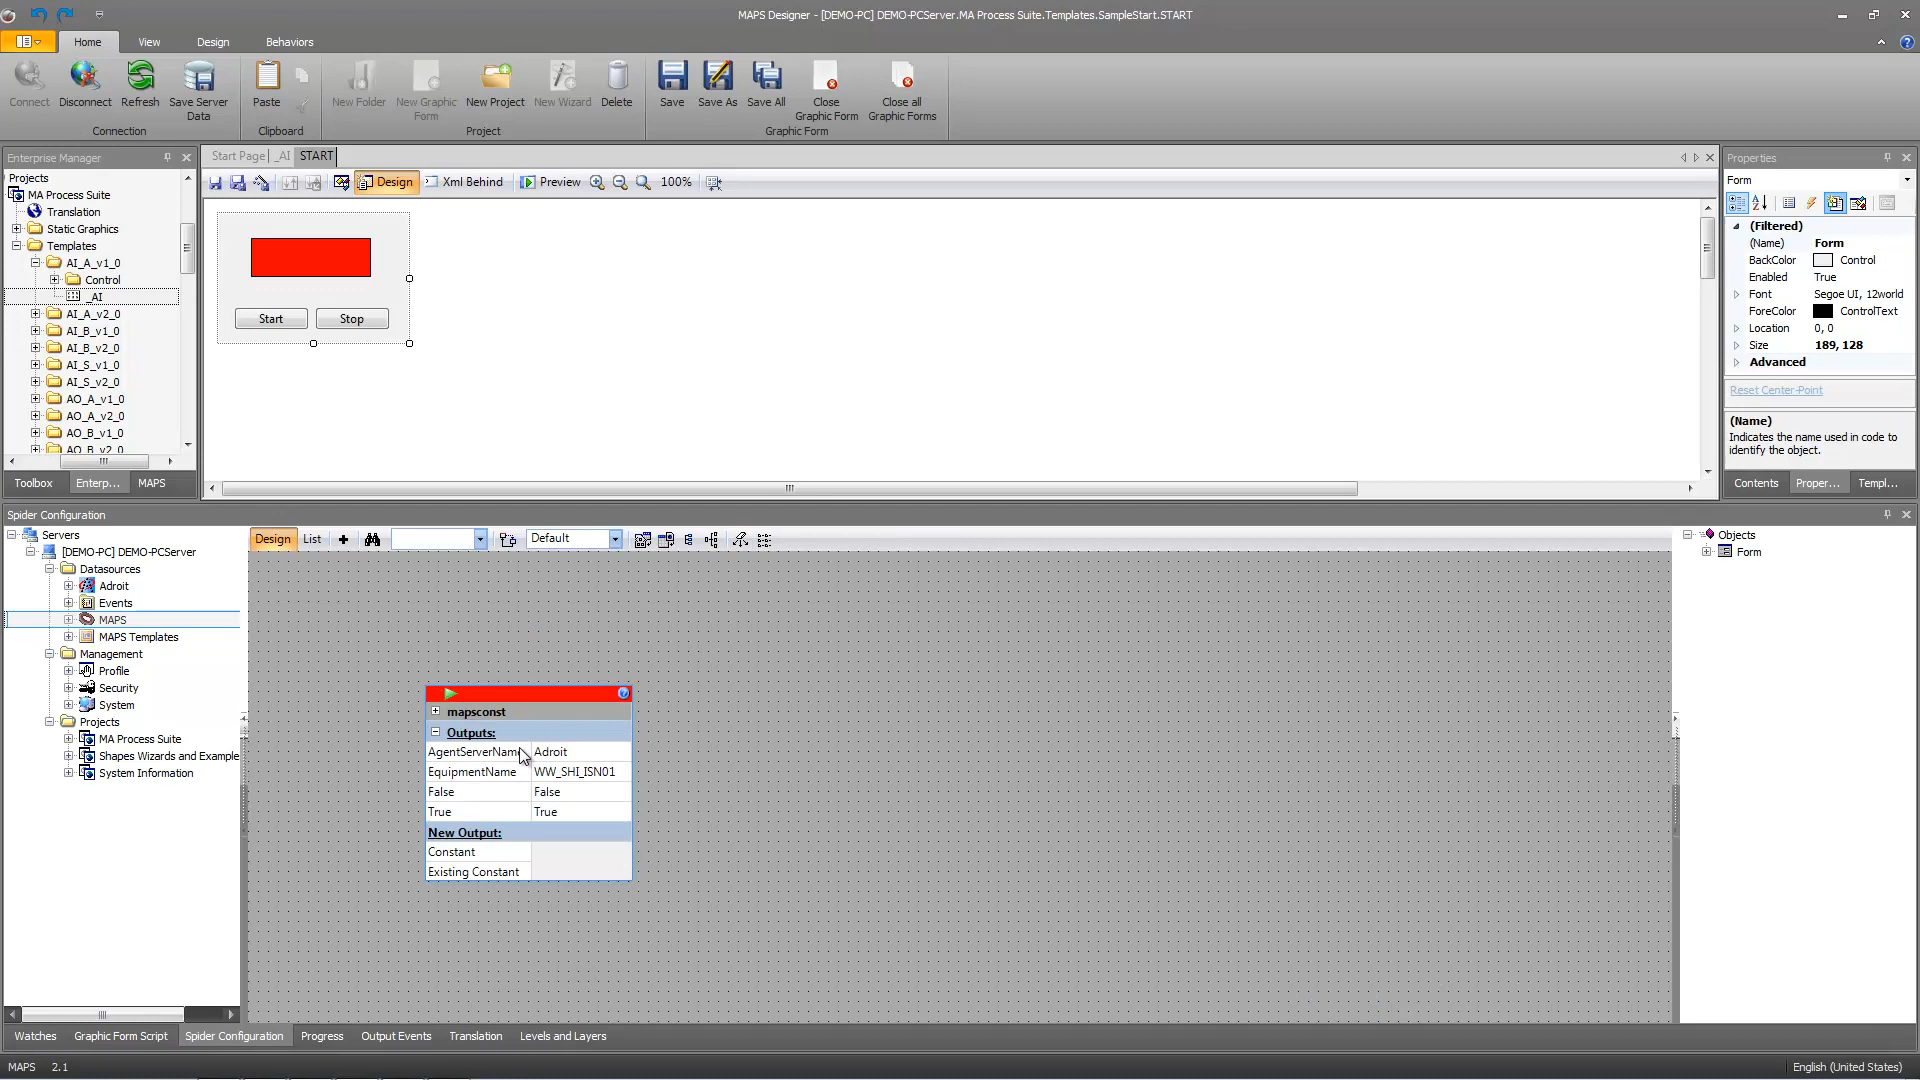 MAPS Designer - [DEMO-PC] DEMO-PCServer.MA Process Suite.Templates.SampleStart.START
Home View Design Behaviors
Connect Disconnect Refresh Save Server Data
Connection
Paste
Clipboard
New Folder New Graphic Form New Project New Wizard Delete
Project
Save Save As Save All Close Graphic Form Close all Graphic Forms
Graphic Form
Enterprise Manager
Projects
MA Process Suite
Translation
Static Graphics
Templates
AI_A_v1_0
Control
_AI
AI_A_v2_0
AI_B_v1_0
AI_B_v2_0
AI_S_v1_0
AI_S_v2_0
AO_A_v1_0
AO_A_v2_0
AO_B_v1_0
AO_B_v2_0
Toolbox Enterp... MAPS
Start Page _AI START
Design Xml Behind Preview 100%
Start Stop
Properties
Form
(Filtered)
(Name) Form
BackColor Control
Enabled True
Font Segoe UI, 12world
ForeColor ControlText
Location 0, 0
Size 189, 128
Advanced
Reset Center-Point
(Name)
Indicates the name used in code to
identify the object.
Contents Proper... Templ...
Spider Configuration
Servers
[DEMO-PC] DEMO-PCServer
Datasources
Adroit
Events
MAPS
MAPS Templates
Management
Profile
Security
System
Projects
MA Process Suite
Shapes Wizards and Example
System Information
Design List Default
mapsconst
Outputs:
AgentServerName Adroit
EquipmentName WW_SHI_ISN01
False False
True True
New Output:
Constant
Existing Constant
Objects
Form
Watches Graphic Form Script Spider Configuration Progress Output Events Translation Levels and Layers
MAPS 2.1
English (United States)